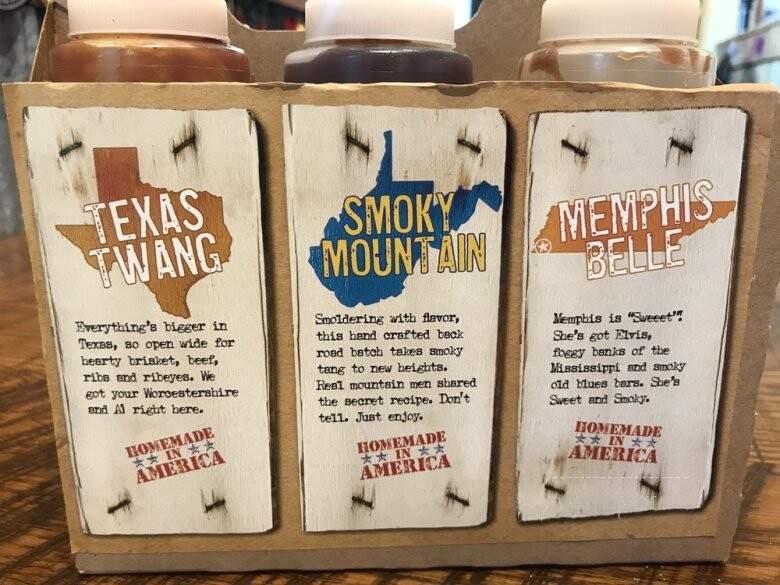 TEXAS
TWANG
Everything's bigger in
Texas, so open wide for
hearty brisket, beef,
ribs and ribeyes. We
got your Worcestershire
and A1 right here.
HOMEMADE
IN
AMERICA
SMOKY
MOUNTAIN
Smoldering with flavor,
this hand crafted back
road batch takes smoky
tang to new heights.
Real mountain men shared
the secret recipe. Don't
tell. Just enjoy.
HOMEMADE
IN
AMERICA
MEMPHIS
BELLE
Memphis is "Sweeet"!
She's got Elvis,
foggy banks of the
Mississippi and smoky
old blues bars. She's
Sweet and Smoky.
HOMEMADE
IN
AMERICA